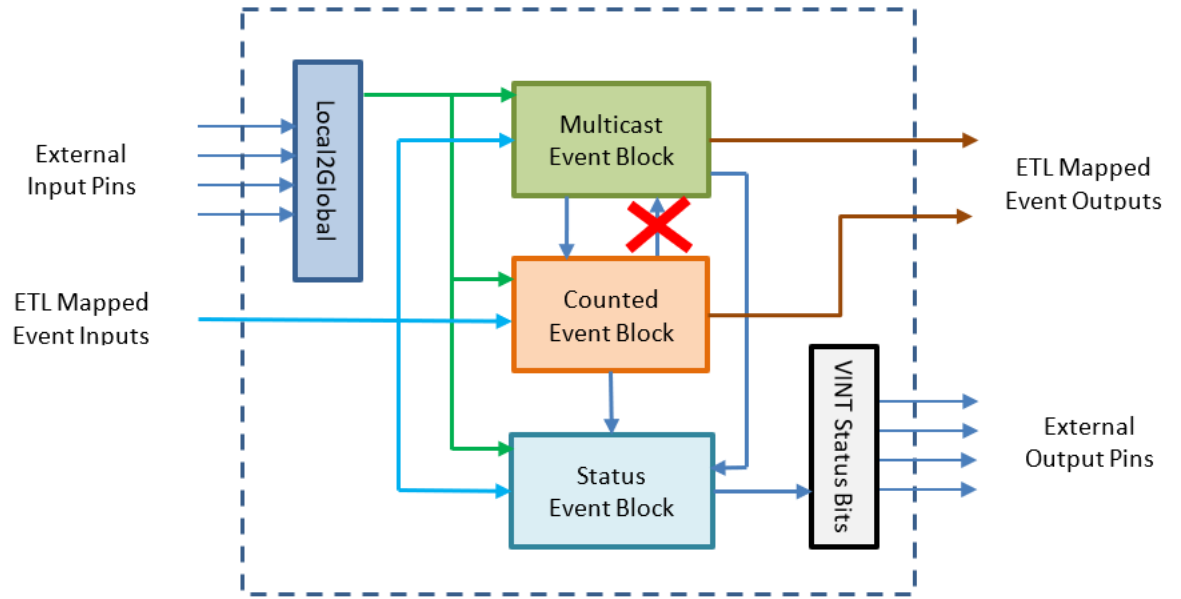 External
Input Pins
ETL Mapped
Event Inputs
Local2Global
Multicast
Event Block
Counted
Event Block
Status
Event Block
VINT Status Bits
ETL Mapped
Event Outputs
External
Output Pins